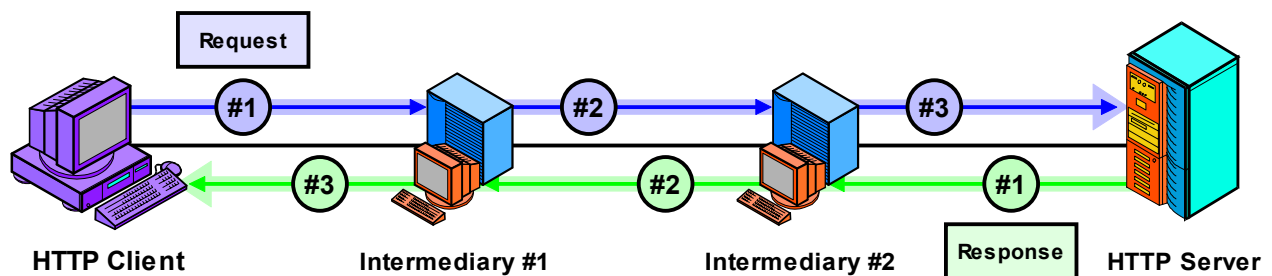 Request
#1
#2
#3
#3
#2
#1
Response
HTTP Client
Intermediary #1
Intermediary #2
HTTP Server